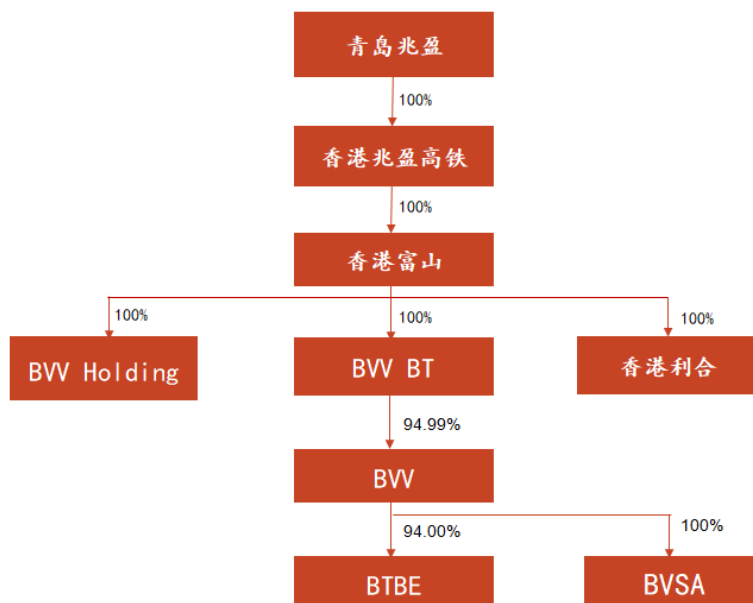 青岛兆盈
100%
香港兆盈高铁
100%
香港富山
100%
100%
100%
BVV Holding
BVV BT
香港利合
94.99%
BVV
94.00%
100%
BTBE
BVSA